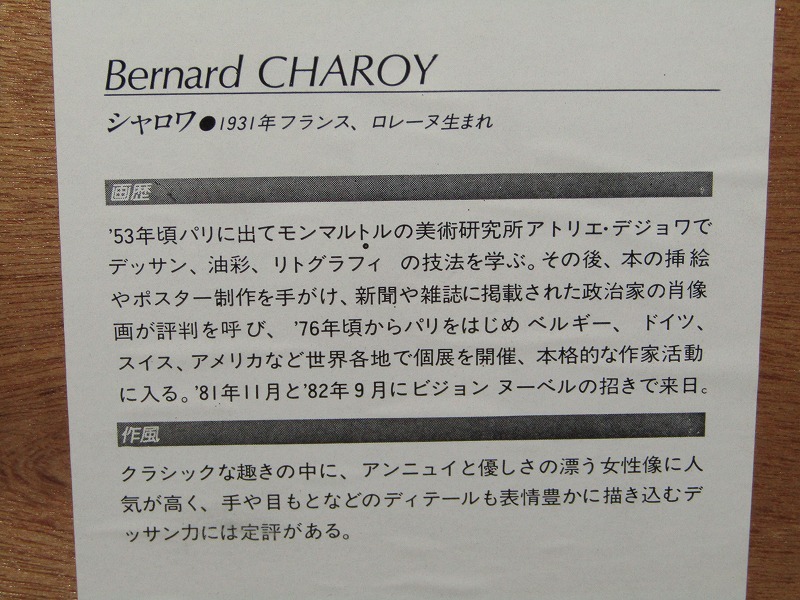 Bernard CHAROY
シャロワ●1931年フランス、ロレーヌ生まれ
画歴
'53年頃パリに出てモンマルトルの美術研究所アトリエ・デジョワで
デッサン、油彩、リトグラフィ の技法を学ぶ。その後、本の挿絵
やポスター制作を手がけ、新聞や雑誌に掲載された政治家の肖像
画が評判を呼び、'76年頃からパリをはじめ ベルギー、ドイツ、
スイス、アメリカなど世界各地で個展を開催、本格的な作家活動
に入る。'81年11月と'82年9月にビジョン ヌーベルの招きで来日。
作風
クラシックな趣きの中に、アンニュイと優しさの漂う女性像に人
気が高く、手や目もとなどのディテールも表情豊かに描き込むデ
ッサン力には定評がある。